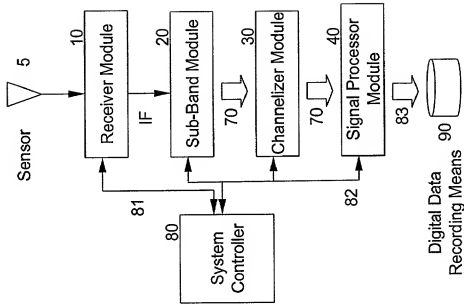 Sensor
5
10
Receiver Module
IF
20
Sub-Band Module
70
30
Channelizer Module
70
40
Signal Processor
Module
83
90
Digital Data
Recording Means
80
System
Controller
81
82